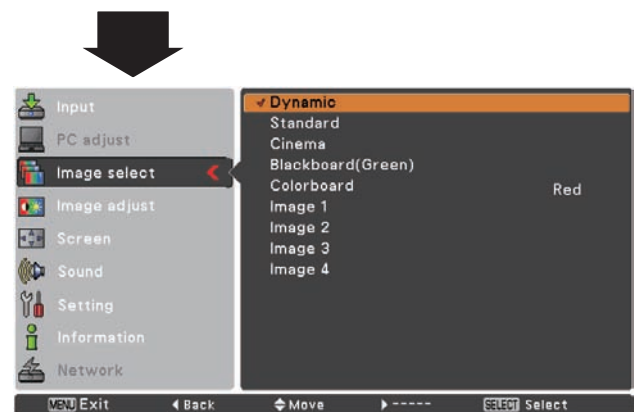 Input
PC adjust
Image select
Image adjust
Screen
Sound
Setting
Information
Network
Dynamic
Standard
Cinema
Blackboard(Green)
Colorboard Red
Image 1
Image 2
Image 3
Image 4
MENU Exit Back Move ----- SELECT Select